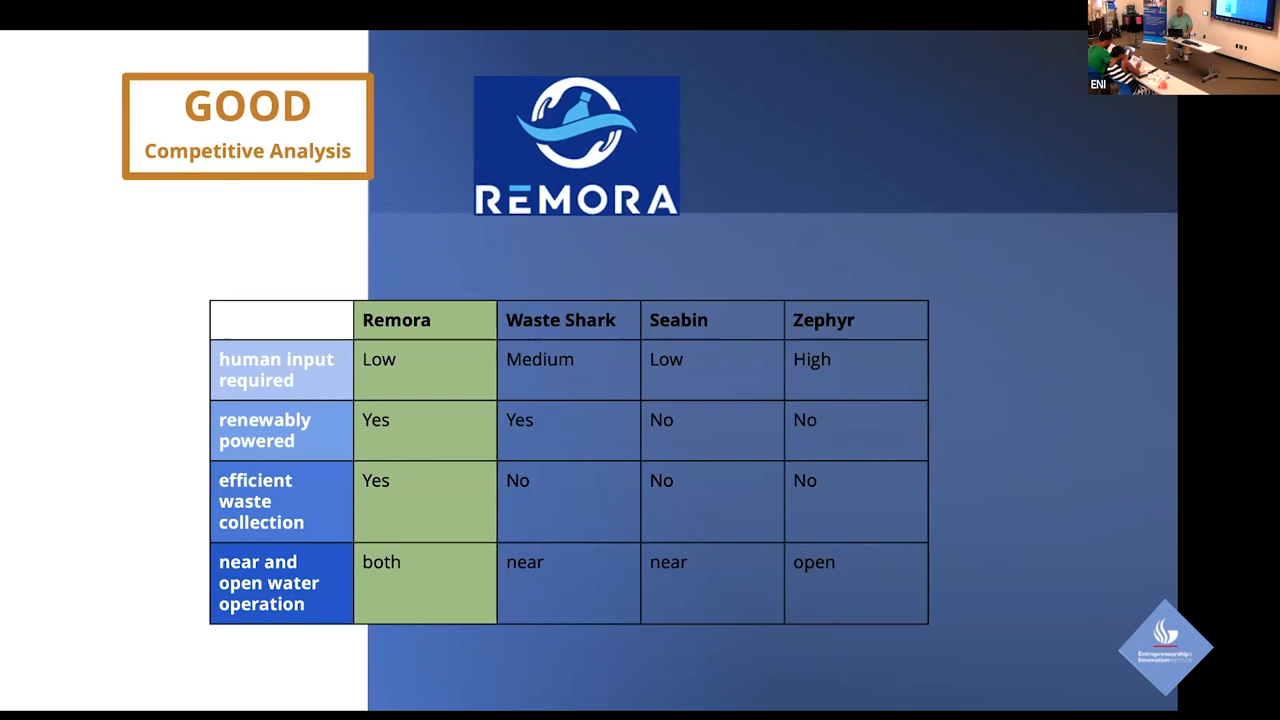 GOOD
Competitive Analysis
REMORA
ENI
Remora Waste Shark Seabin Zephyr
human input
required
Low Medium Low High
renewably
powered
Yes Yes No No
efficient
waste
collection
Yes No No No
near and
open water
operation
both near near open
Entrepreneurship&
Innovation